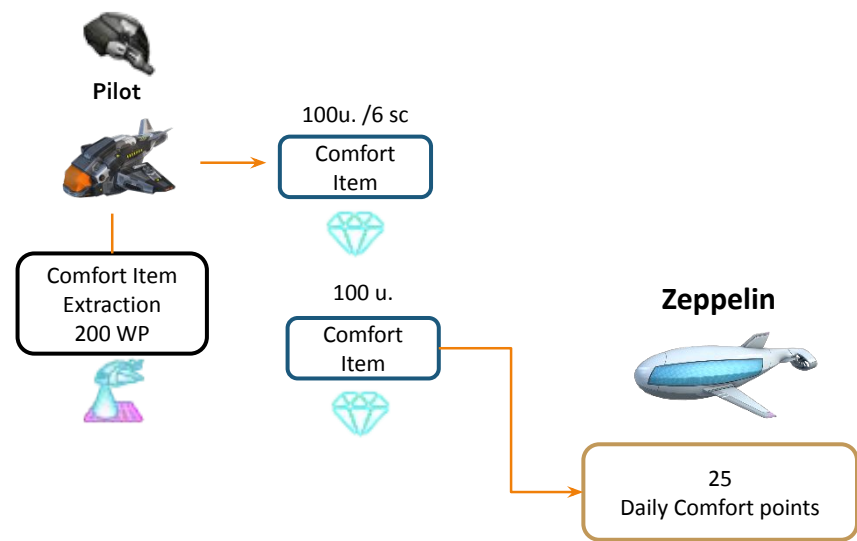 Pilot
100u. /6 sc
Comfort
Item
Comfort Item
Extraction
200 WP
100 u.
Comfort
Item
Zeppelin
25
Daily Comfort points